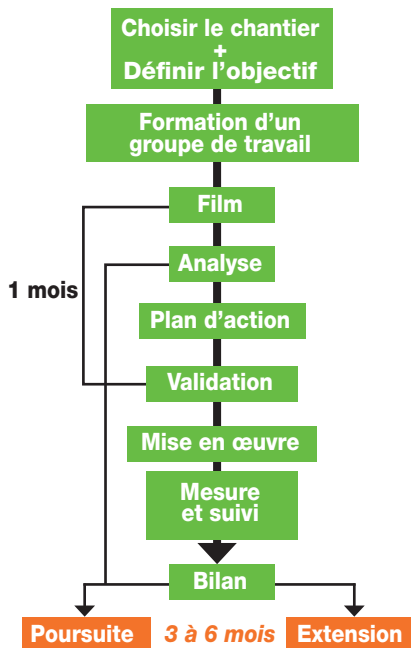 Choisir le chantier
+
Définir l'objectif
Formation d'un
groupe de travail
Film
Analyse
1 mois
Plan d'action
Validation
Mise en œuvre
Mesure
et suivi
Bilan
Poursuite
3 à 6 mois
Extension